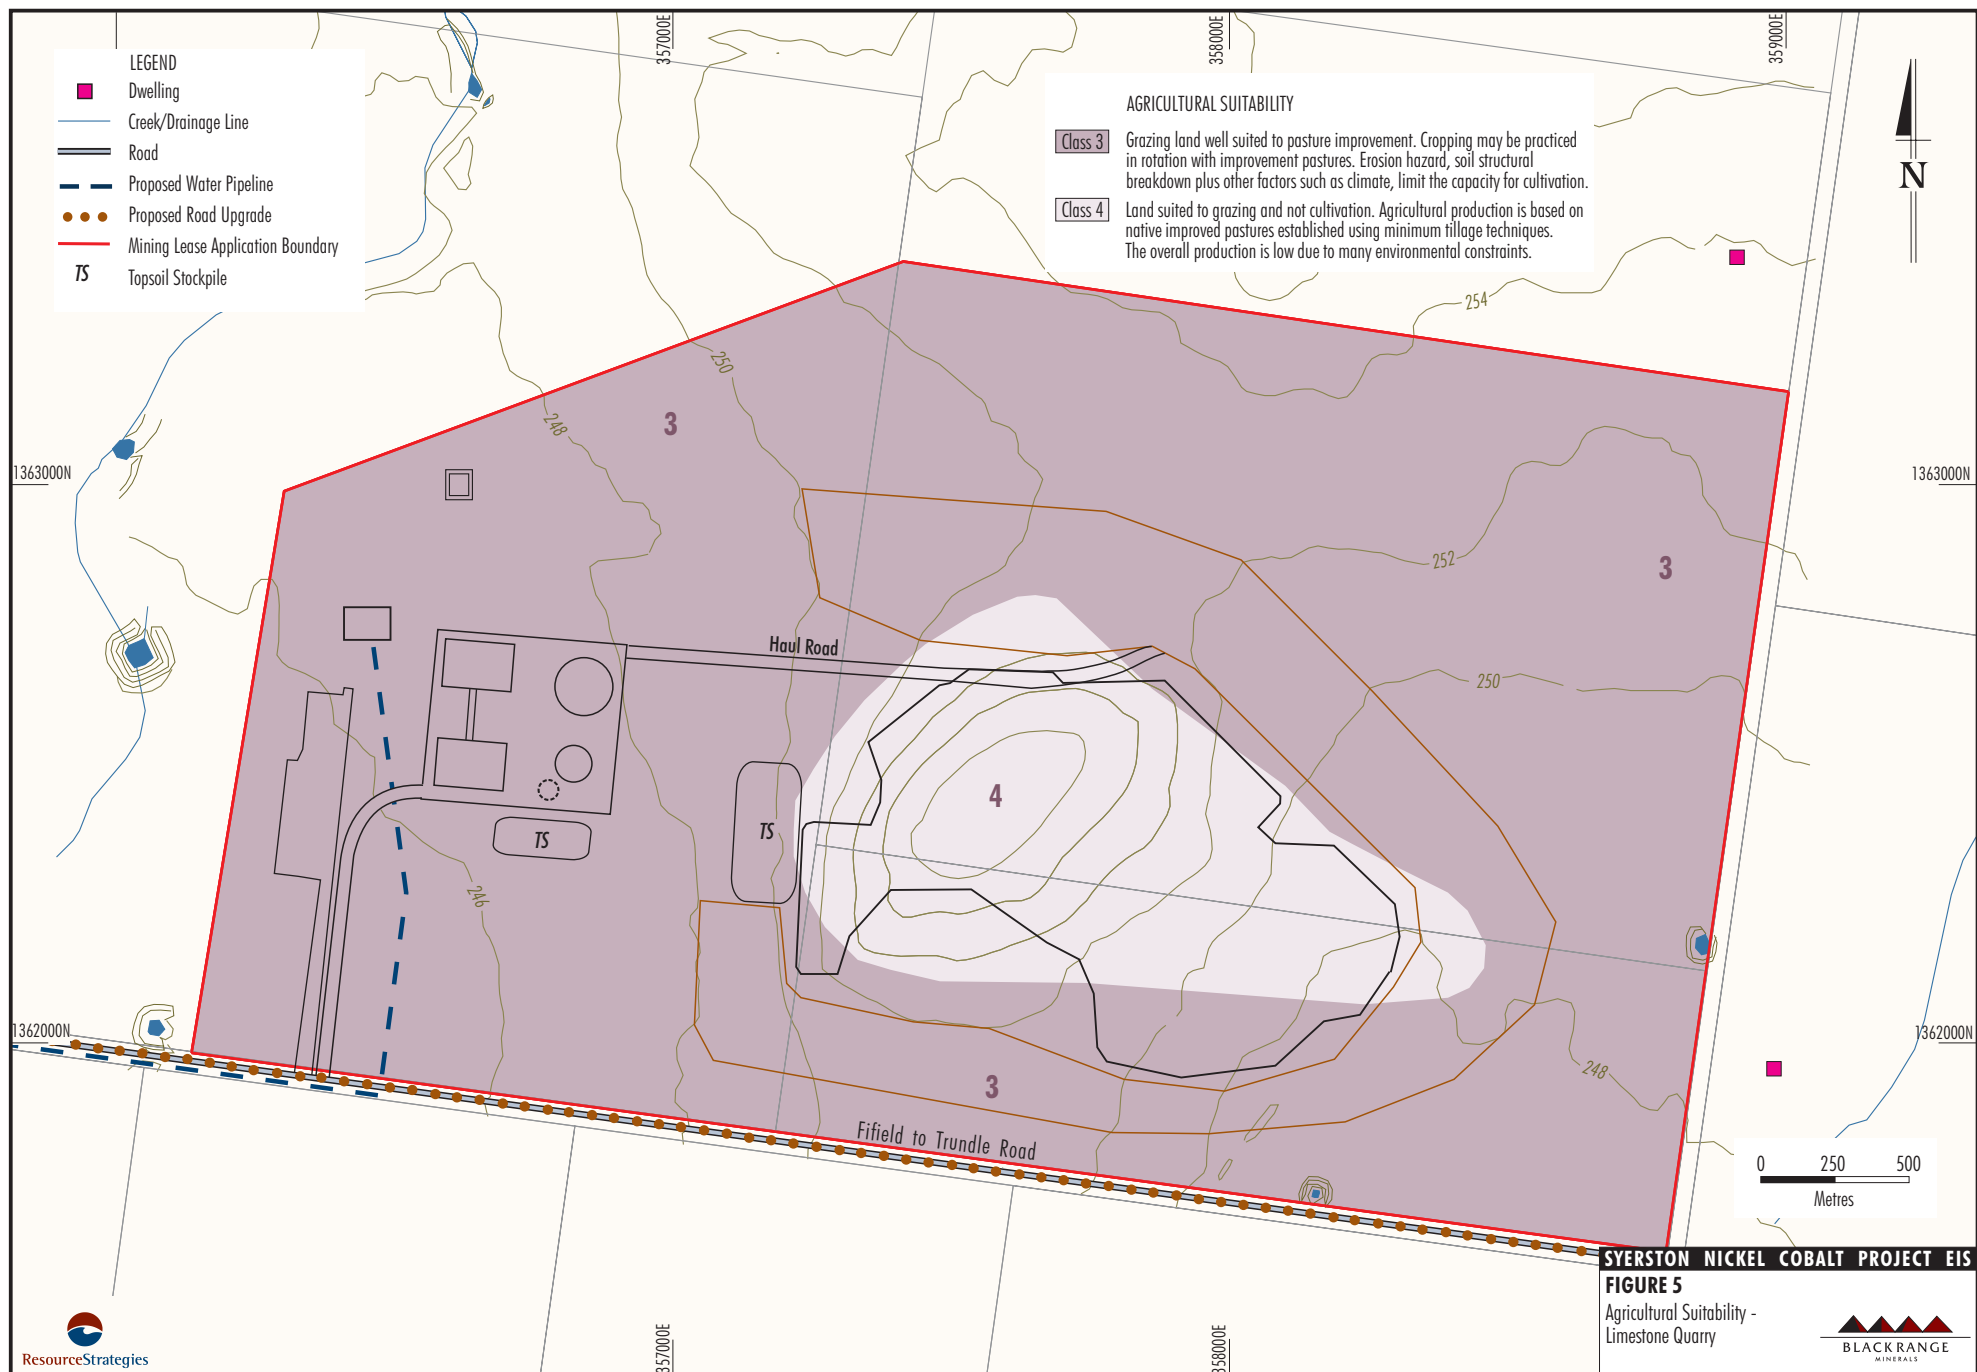 357000E
358000E
359000E
LEGEND
Dwelling
Creek/Drainage Line
Road
Proposed Water Pipeline
Proposed Road Upgrade
Mining Lease Application Boundary
TS Topsoil Stockpile
AGRICULTURAL SUITABILITY
Class 3 Grazing land well suited to pasture improvement. Cropping may be practiced
in rotation with improvement pastures. Erosion hazard, soil structural
breakdown plus other factors such as climate, limit the capacity for cultivation.
Class 4 Land suited to grazing and not cultivation. Agricultural production is based on
native improved pastures established using minimum tillage techniques.
The overall production is low due to many environmental constraints.
N
254
250
248
3
1363000N
1363000N
252
3
Haul Road
250
4
TS
TS
246
1362000N
1362000N
248
3
Fifield to Trundle Road
0 250 500
Metres
357000E
358000E
SYERSTON NICKEL COBALT PROJECT EIS
FIGURE 5
Agricultural Suitability -
Limestone Quarry
BLACK RANGE
MINERALS
ResourceStrategies